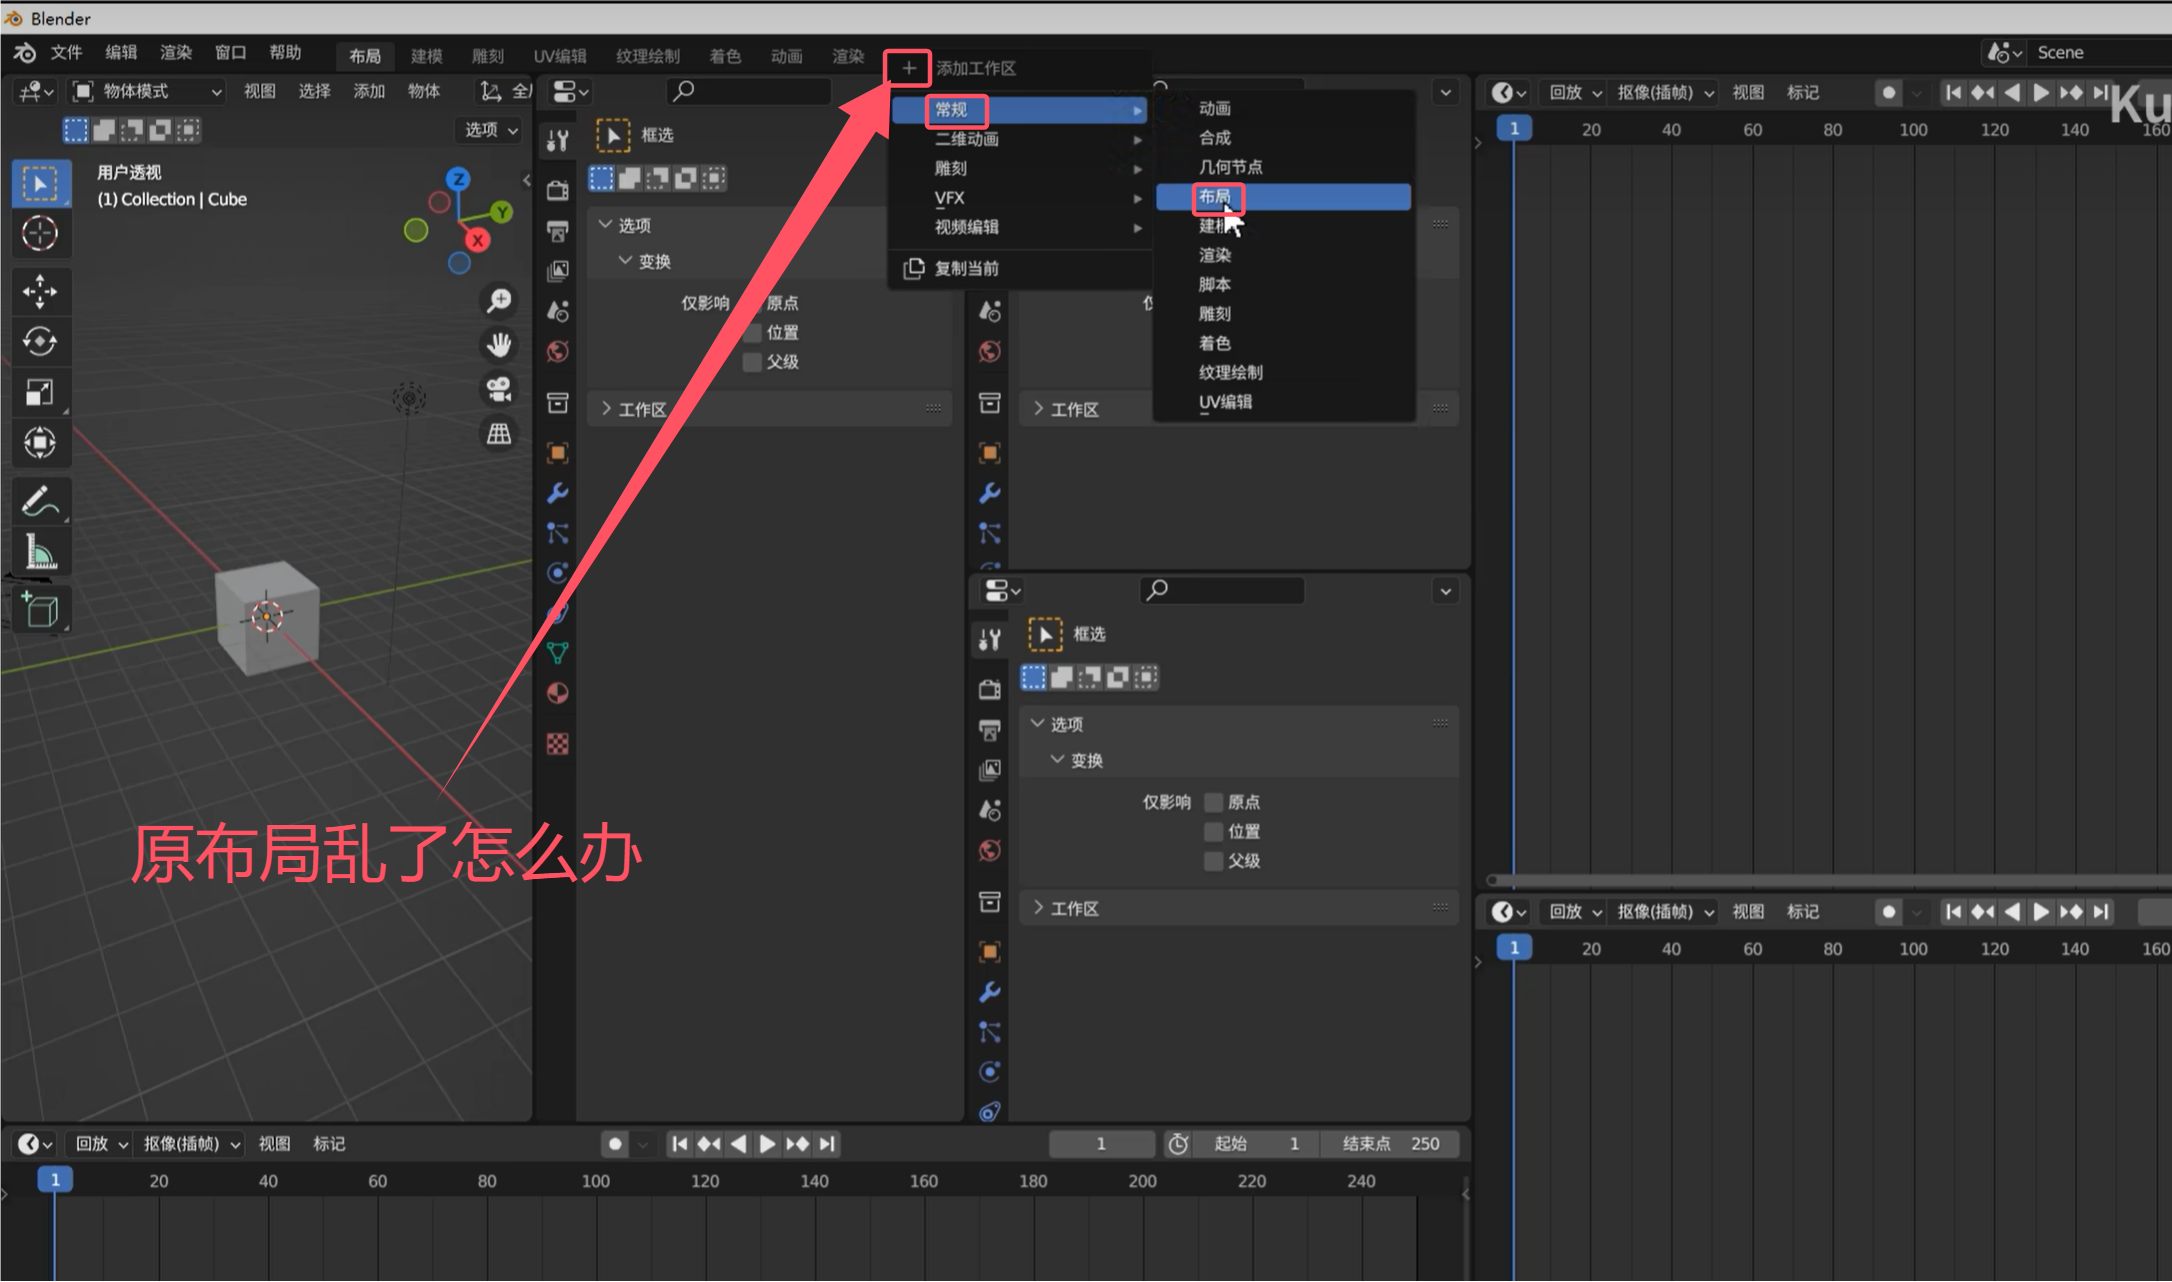 Blender
文件 编辑 渲染 窗口 帮助 布局 建模 雕刻 UV编辑 纹理绘制 着色 动画 渲染 + 添加工作区 Scene
物体模式 视图 选择 添加 物体
选项
用户透视
(1) Collection | Cube
Z
Y
X
框选
选项
变换
仅影响 原点
位置
父级
工作区
常规
二维动画
雕刻
VFX
视频编辑
复制当前
动画
合成
几何节点
布局
渲染
脚本
雕刻
着色
纹理绘制
UV编辑
工作区
框选
选项
变换
仅影响 原点
位置
父级
工作区
回放 抠像(插帧) 视图 标记
Ku
1 20 40 60 80 100 120 140 160
回放 抠像(插帧) 视图 标记
1 20 40 60 80 100 120 140 160
原布局乱了怎么办
回放 抠像(插帧) 视图 标记 1 起始 1 结束点 250
1 20 40 60 80 100 120 140 160 180 200 220 240